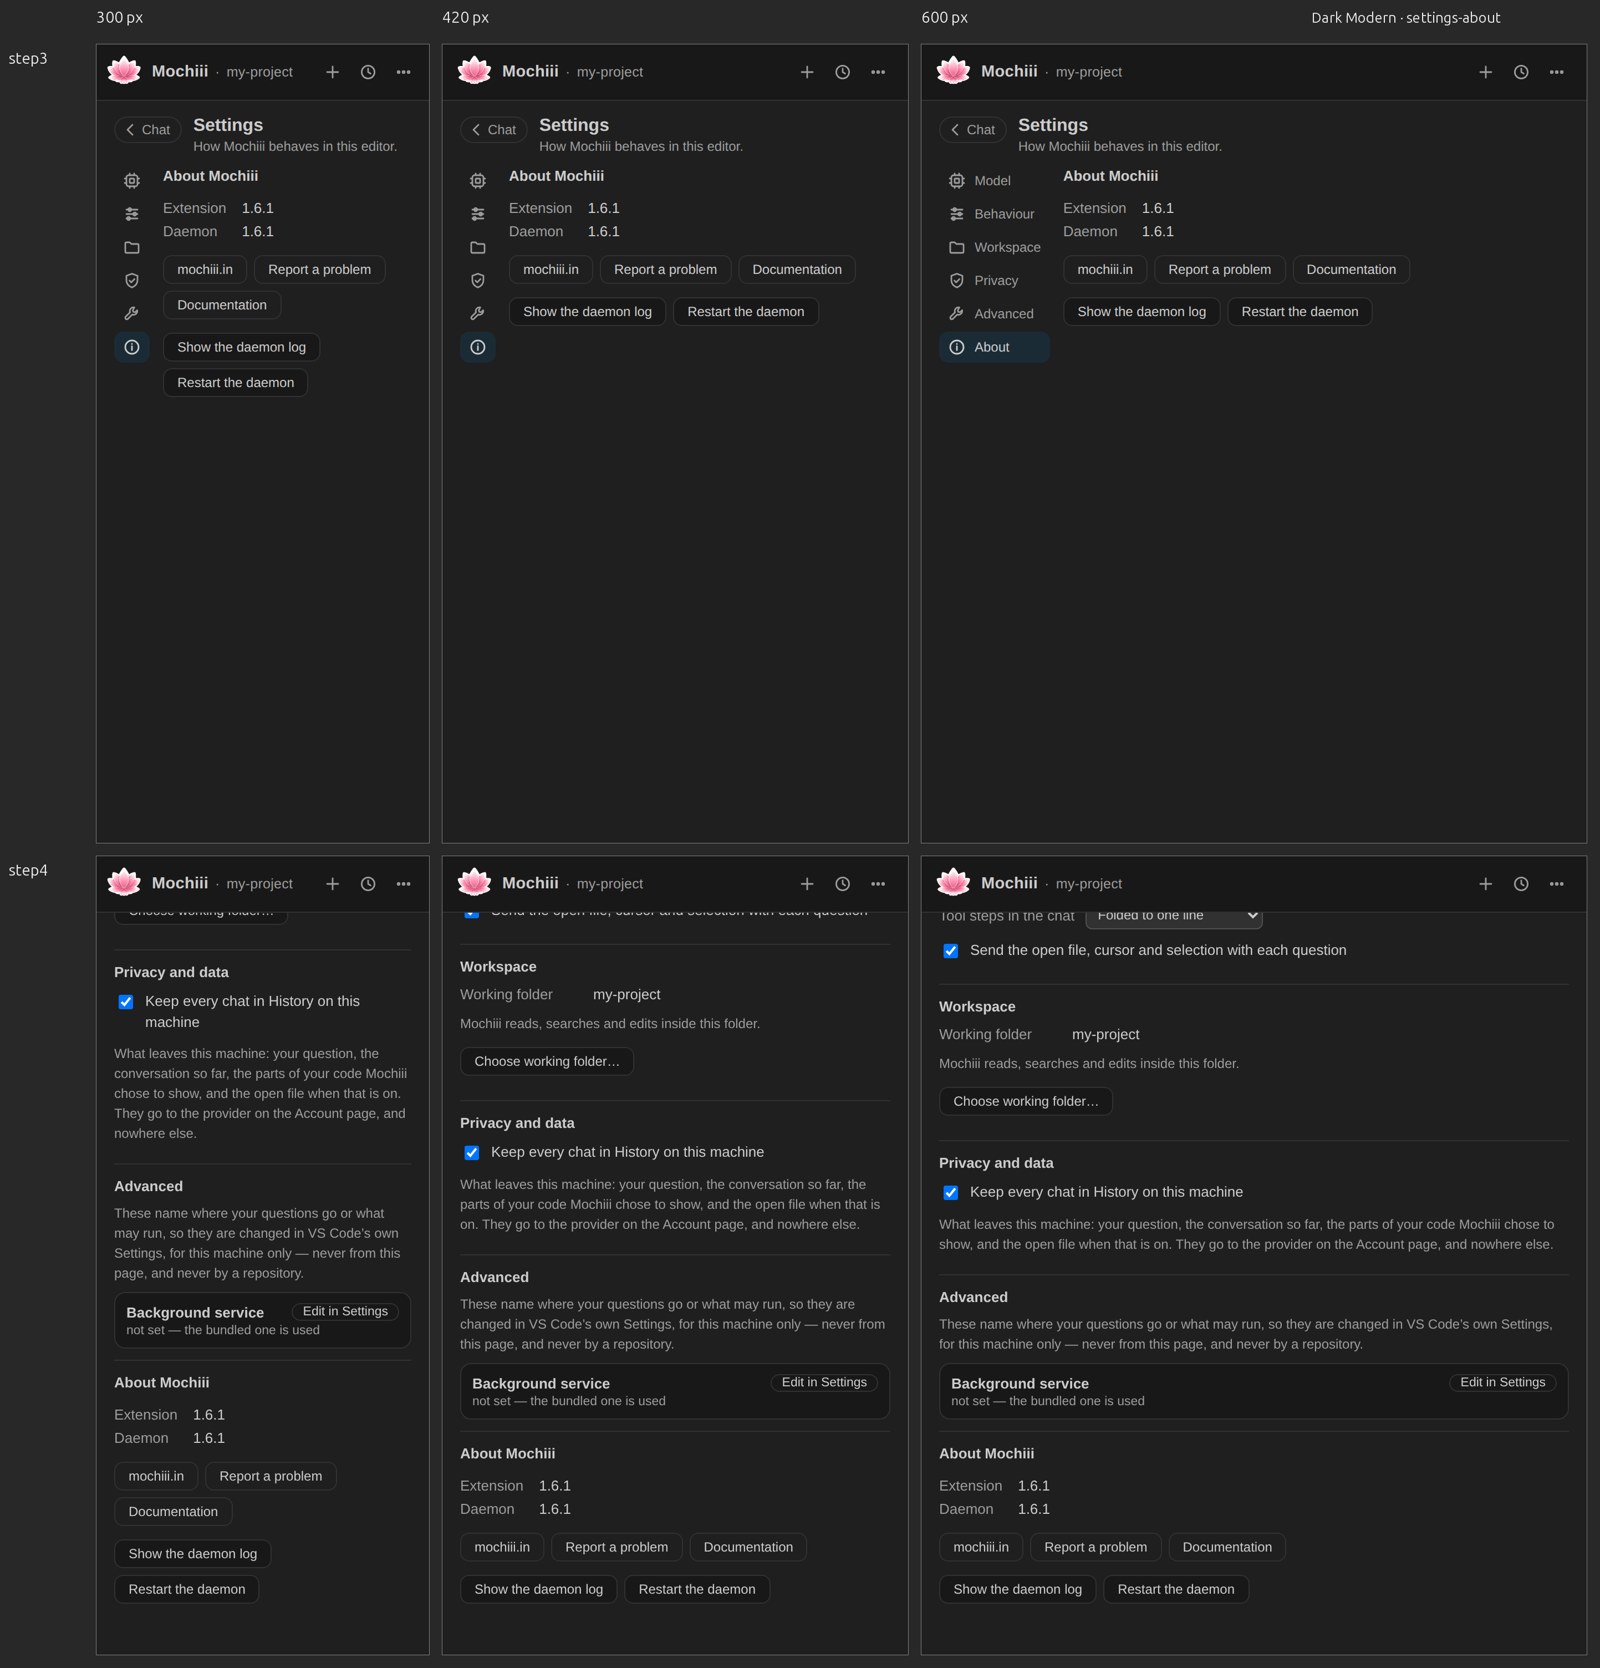 300 px
420 px
600 px
Dark Modern · settings-about
step3
Mochiii · my-project
Chat
Settings
How Mochiii behaves in this editor.
About Mochiii
Extension 1.6.1
Daemon 1.6.1
mochiii.in
Report a problem
Documentation
Show the daemon log
Restart the daemon
Mochiii · my-project
Chat
Settings
How Mochiii behaves in this editor.
About Mochiii
Extension 1.6.1
Daemon 1.6.1
mochiii.in
Report a problem
Documentation
Show the daemon log
Restart the daemon
Mochiii · my-project
Chat
Settings
How Mochiii behaves in this editor.
Model
Behaviour
Workspace
Privacy
Advanced
About
About Mochiii
Extension 1.6.1
Daemon 1.6.1
mochiii.in
Report a problem
Documentation
Show the daemon log
Restart the daemon
step4
Mochiii · my-project
Choose working folder…
Privacy and data
Keep every chat in History on this
machine
What leaves this machine: your question, the
conversation so far, the parts of your code Mochiii
chose to show, and the open file when that is on.
They go to the provider on the Account page, and
nowhere else.
Advanced
These name where your questions go or what
may run, so they are changed in VS Code’s own
Settings, for this machine only — never from this
page, and never by a repository.
Background service
Edit in Settings
not set — the bundled one is used
About Mochiii
Extension 1.6.1
Daemon 1.6.1
mochiii.in
Report a problem
Documentation
Show the daemon log
Restart the daemon
Mochiii · my-project
Send the open file, cursor and selection with each question
Workspace
Working folder my-project
Mochiii reads, searches and edits inside this folder.
Choose working folder…
Privacy and data
Keep every chat in History on this machine
What leaves this machine: your question, the conversation so far, the
parts of your code Mochiii chose to show, and the open file when that is
on. They go to the provider on the Account page, and nowhere else.
Advanced
These name where your questions go or what may run, so they are
changed in VS Code’s own Settings, for this machine only — never from
this page, and never by a repository.
Background service
Edit in Settings
not set — the bundled one is used
About Mochiii
Extension 1.6.1
Daemon 1.6.1
mochiii.in
Report a problem
Documentation
Show the daemon log
Restart the daemon
Mochiii · my-project
Tool steps in the chat Folded to one line
Send the open file, cursor and selection with each question
Workspace
Working folder my-project
Mochiii reads, searches and edits inside this folder.
Choose working folder…
Privacy and data
Keep every chat in History on this machine
What leaves this machine: your question, the conversation so far, the parts of your code Mochiii chose to
show, and the open file when that is on. They go to the provider on the Account page, and nowhere else.
Advanced
These name where your questions go or what may run, so they are changed in VS Code’s own Settings,
for this machine only — never from this page, and never by a repository.
Background service
Edit in Settings
not set — the bundled one is used
About Mochiii
Extension 1.6.1
Daemon 1.6.1
mochiii.in
Report a problem
Documentation
Show the daemon log
Restart the daemon